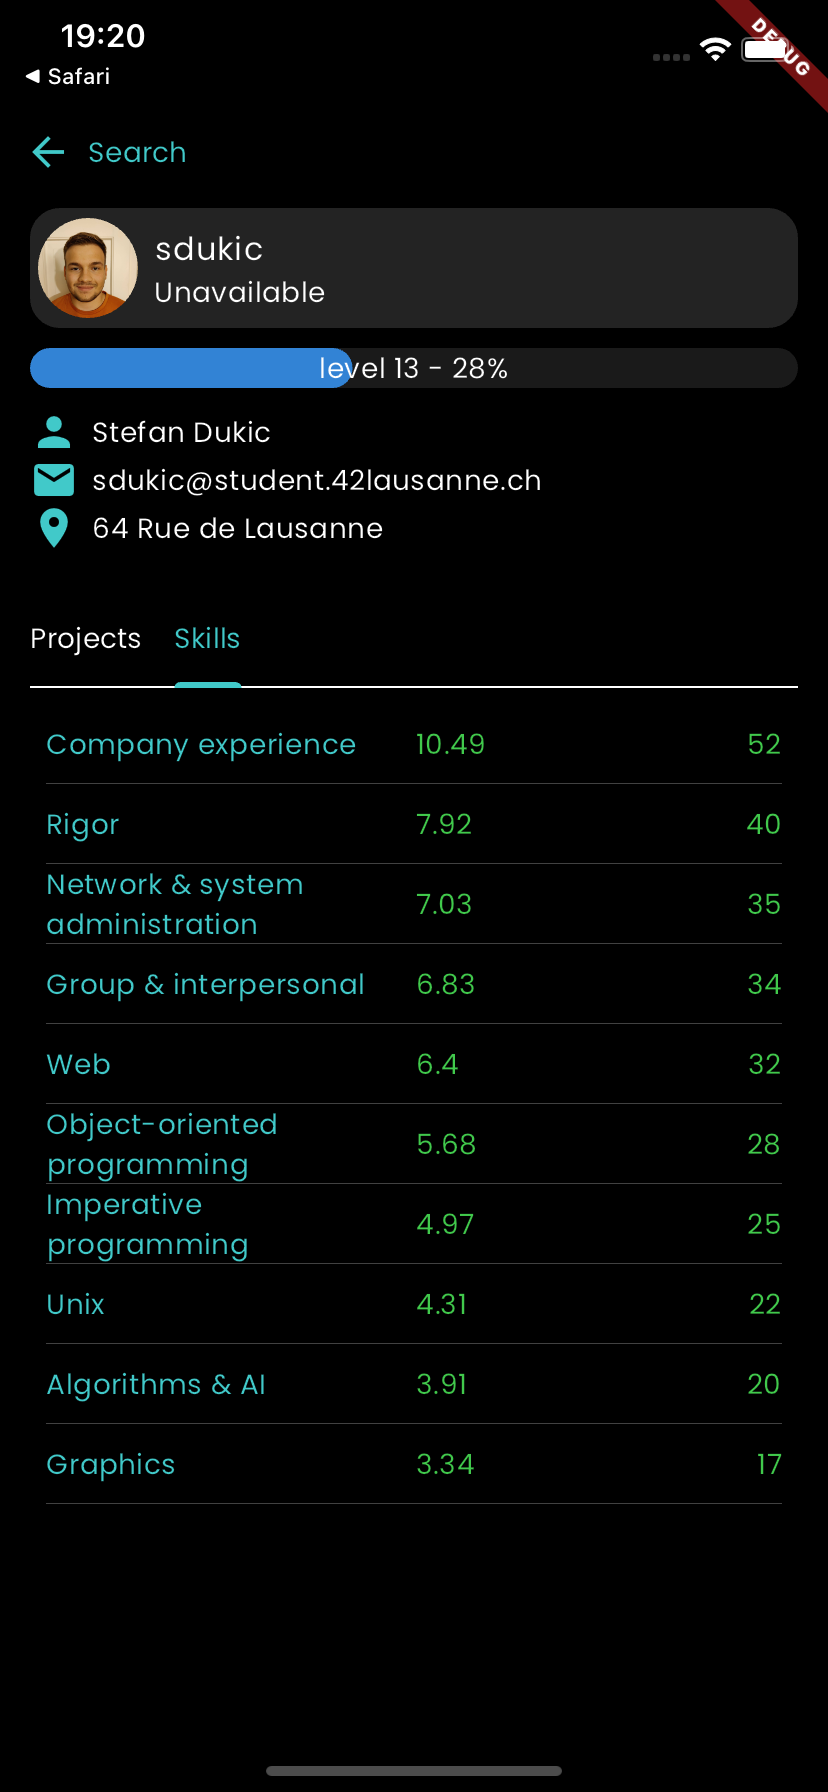 19:20
DEBUG
◀ Safari
Search
sdukic
Unavailable
level 13 - 28%
Stefan Dukic
sdukic@student.42lausanne.ch
64 Rue de Lausanne
Projects Skills
Company experience 10.49 52
Rigor 7.92 40
Network & system
administration 7.03 35
Group & interpersonal 6.83 34
Web 6.4 32
Object-oriented
programming 5.68 28
Imperative
programming 4.97 25
Unix 4.31 22
Algorithms & AI 3.91 20
Graphics 3.34 17